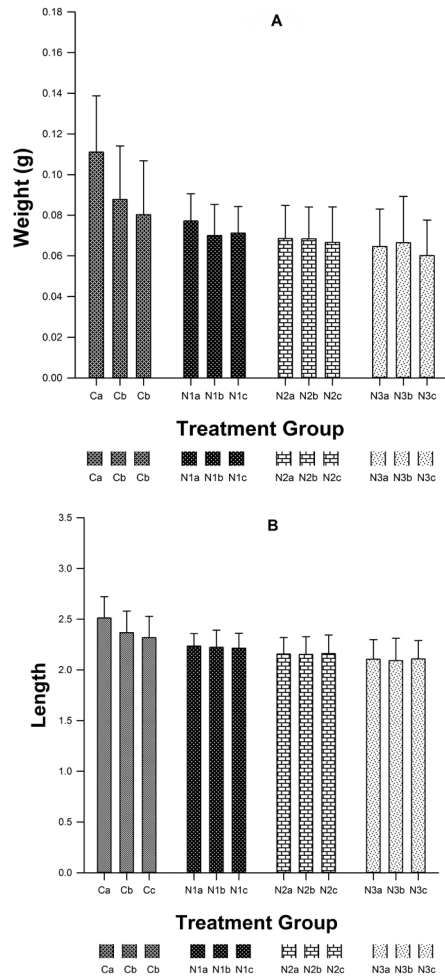 A
0.18
0.16
0.14
0.12
0.10
0.08
0.06
0.04
0.02
0.00
Weight (g)
Ca Cb Cb N1a N1b N1c N2a N2b N2c N3a N3b N3c
Treatment Group
Ca Cb Cb N1a N1b N1c N2a N2b N2c N3a N3b N3c
B
3.5
3.0
2.5
2.0
1.5
1.0
0.5
0.0
Length
Ca Cb Cc N1a N1b N1c N2a N2b N2c N3a N3b N3c
Treatment Group
Ca Cb Cb N1a N1b N1c N2a N2b N2c N3a N3b N3c